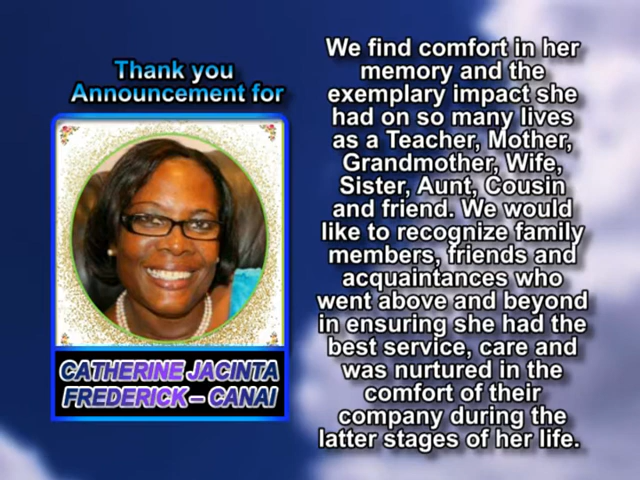 Thank you
Announcement for
CATHERINE JACINTA
FREDERICK – CANAI
We find comfort in her
memory and the
exemplary impact she
had on so many lives
as a Teacher, Mother,
Grandmother, Wife,
Sister, Aunt, Cousin
and friend. We would
like to recognize family
members, friends and
acquaintances who
went above and beyond
in ensuring she had the
best service, care and
was nurtured in the
comfort of their
company during the
latter stages of her life.